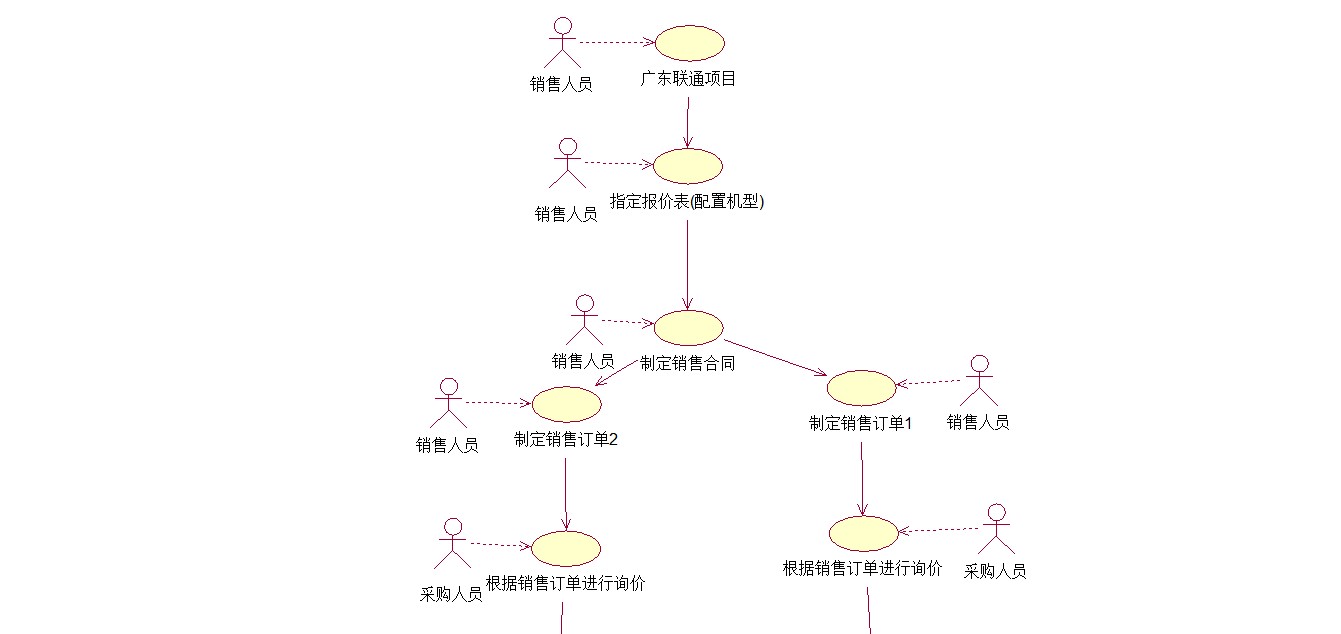 销售人员
广东联通项目
销售人员
指定报价表(配置机型)
销售人员
制定销售合同
销售人员
制定销售订单2
制定销售订单1
销售人员
采购人员
根据销售订单进行询价
根据销售订单进行询价
采购人员